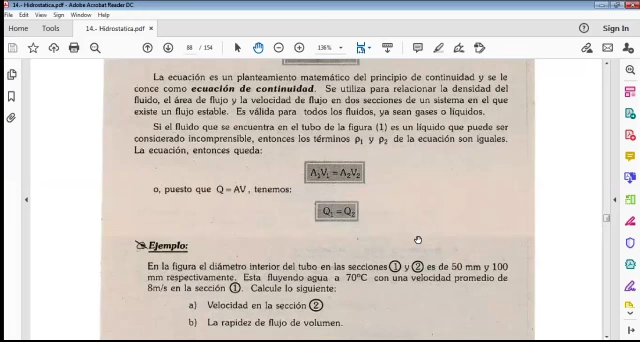 14.- Hidrostatica.pdf - Adobe Acrobat Reader DC
File Edit View Sign Window Help
Home Tools 14.- Hidrostatica.pdf × Sign In
88 / 154 136%
La ecuación es un planteamiento matemático del principio de continuidad y se le
conce como ecuación de continuidad. Se utiliza para relacionar la densidad del
fluido, el área de flujo y la velocidad de flujo en dos secciones de un sistema en el que
existe un flujo estable. Es válida para todos los fluidos, ya sean gases o líquidos.
Si el fluido que se encuentra en el tubo de la figura (1) es un líquido que puede ser
considerado incomprensible, entonces los términos ρ₁ y ρ₂ de la ecuación son iguales.
La ecuación, entonces queda:
A₁V₁ = A₂V₂
o, puesto que Q = AV, tenemos:
Q₁ = Q₂
Ejemplo:
En la figura el diámetro interior del tubo en las secciones ① y ② es de 50 mm y 100
mm respectivamente. Esta fluyendo agua a 70ºC con una velocidad promedio de
8m/s en la sección ①. Calcule lo siguiente:
a) Velocidad en la sección ②
b) La rapidez de flujo de volumen.